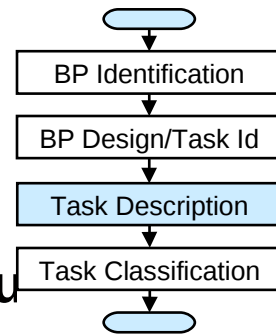 BP Identification
BP Design/Task Id
Task Description
Task Classification